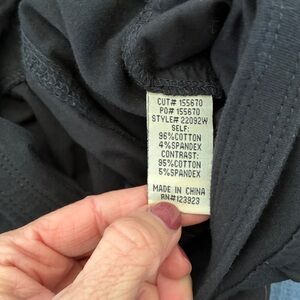 CUT# 155670
PO# 155670
STYLE# 22092W
SELF:
96%COTTON
4%SPANDEX
CONTRAST:
95%COTTON
5%SPANDEX
MADE IN CHINA
RN#123923